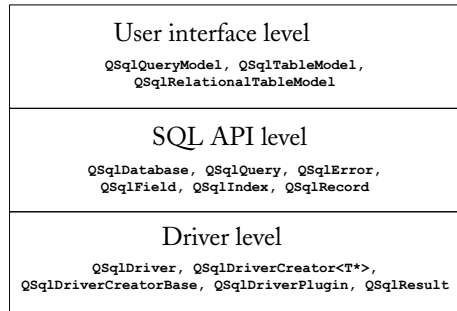 User interface level
QSqlQueryModel, QSqlTableModel,
QSqlRelationalTableModel
SQL API level
QSqlDatabase, QSqlQuery, QSqlError,
QSqlField, QSqlIndex, QSqlRecord
Driver level
QSqlDriver, QSqlDriverCreator<T*>,
QSqlDriverCreatorBase, QSqlDriverPlugin, QSqlResult